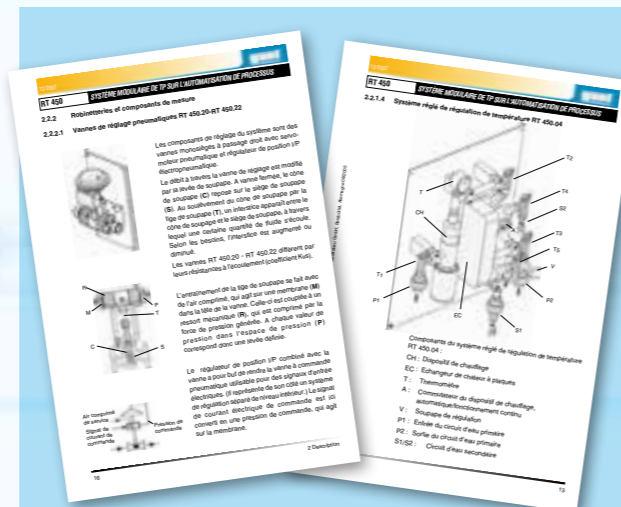 gunt
RT 450
SYSTÈME MODULAIRE DE TP SUR L'AUTOMATISATION DE PROCESSUS
2.2.2 Robinetteries et composants de mesure
2.2.2.1 Vannes de réglage pneumatiques RT 450.20-RT 450.22
Les composants de réglage du système sont des
vannes monosièges à passage droit avec servo-
moteur pneumatique et régulateur de position I/P
électropneumatique.
Le débit à travers la vanne de réglage est modifié
par la levée de soupape. A vanne fermée, le cône
de soupape (C) repose sur le siège de soupape
(S). Au soulèvement du cône de soupape par la
tige de soupape (T), un interstice apparaît entre le
cône de soupape et le siège de soupape, à travers
lequel une certaine quantité de fluide s'écoule.
Selon les besoins, l'interstice est augmenté ou
diminué.
Les vannes RT 450.20 - RT 450.22 diffèrent par
leurs résistances à l'écoulement (coefficient Kvs).
R
M
P
T
C
S
L'entraînement de la tige de soupape se fait avec
de l'air comprimé, qui agit sur une membrane (M)
dans la tête de la vanne. Celle-ci est couplée à un
ressort mécanique (R), qui est comprimé par la
force de pression générée. A chaque valeur de
pression dans l'espace de pression (P)
correspond donc une levée définie.
Le régulateur de position I/P combiné avec la
vanne a pour but de rendre la vanne à commande
pneumatique utilisable pour des signaux d'entrée
électriques. (Il représente de son côté un système
de régulation séparé de niveau inférieur.) Le signal
de courant électrique de commande est ici
converti en une pression de commande, qui agit
sur la membrane.
Air comprimé
de service
Signal de
courant de
commande
Pression de
commande
16
2 Description
gunt
RT 450
SYSTÈME MODULAIRE DE TP SUR L'AUTOMATISATION DE PROCESSUS
2.2.1.4 Système réglé de régulation de température RT 450.04
T2
T
T4
S2
CH
T3
T5
V
T1
P1
P2
EC
S1
Composants du système réglé de régulation de température
RT 450.04 :
CH : Dispositif de chauffage
EC : Echangeur de chaleur à plaques
T : Thermomètre
A : Commutateur du dispositif de chauffage,
automatique/fonctionnement continu
V : Soupape de régulation
P1 : Entrée du circuit d'eau primaire
P2 : Sortie du circuit d'eau primaire
S1/S2 : Circuit d'eau secondaire
13